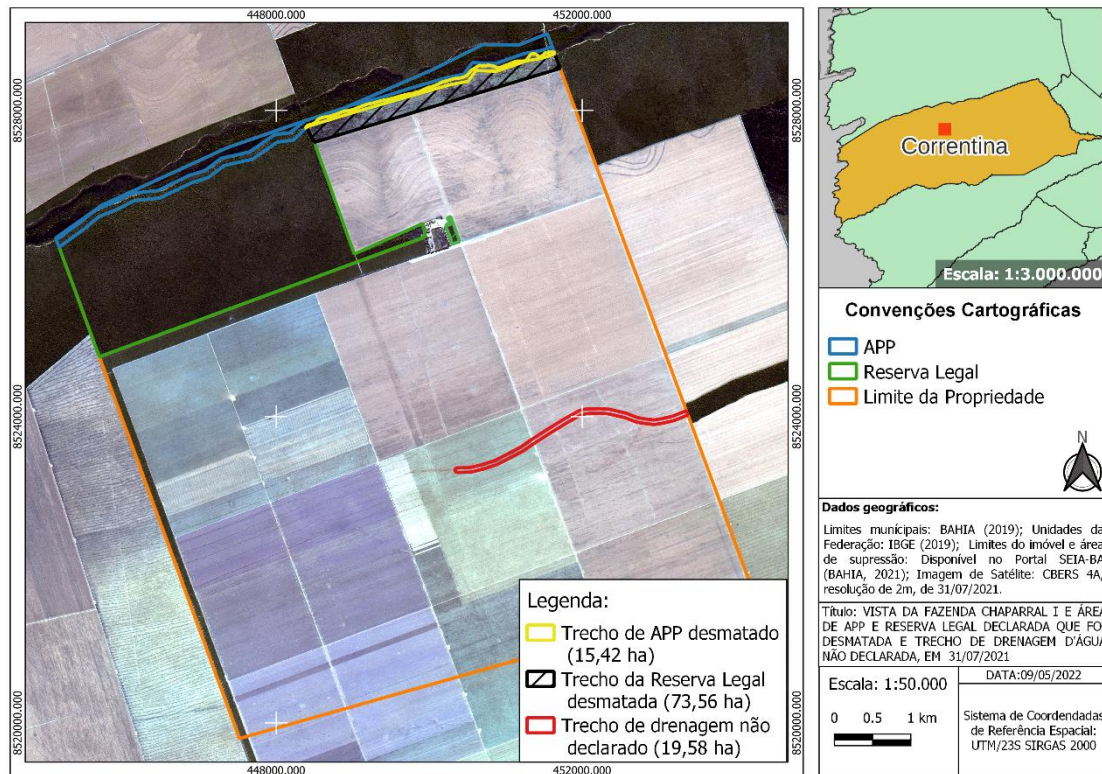 448000.000
452000.000
8528000.000
8528000.000
8524000.000
8524000.000
8520000.000
8520000.000
448000.000
452000.000
Legenda:
Trecho de APP desmatado
(15,42 ha)
Trecho da Reserva Legal
desmatada (73,56 ha)
Trecho de drenagem não
declarado (19,58 ha)
Correntina
Escala: 1:3.000.000
Convenções Cartográficas
APP
Reserva Legal
Limite da Propriedade
N
Dados geográficos:
Limites munícipais: BAHIA (2019); Unidades da
Federação: IBGE (2019); Limites do imóvel e área
de supressão: Disponível no Portal SEIA-BA
(BAHIA, 2021); Imagem de Satélite: CBERS 4A,
resolução de 2m, de 31/07/2021.
Título: VISTA DA FAZENDA CHAPARRAL I E ÁREA
DE APP E RESERVA LEGAL DECLARADA QUE FO
DESMATADA E TRECHO DE DRENAGEM D'ÁGUA
NÃO DECLARADA, EM 31/07/2021
Escala: 1:50.000
0 0.5 1 km
DATA:09/05/2022
Sistema de Coordendadas
de Referência Espacial:
UTM/23S SIRGAS 2000